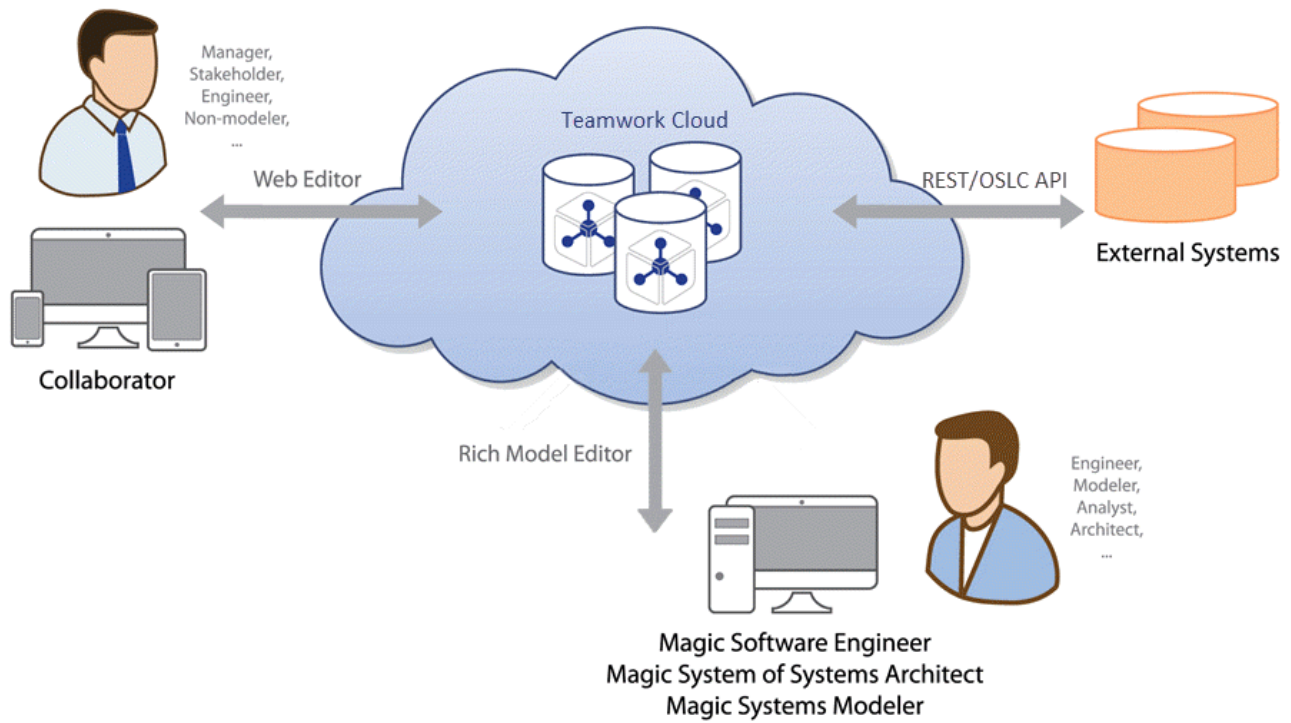 Manager,
Stakeholder,
Engineer,
Non-modeler,
...
Web Editor
Collaborator
Teamwork Cloud
REST/OSLC API
External Systems
Rich Model Editor
Engineer,
Modeler,
Analyst,
Architect,
...
Magic Software Engineer
Magic System of Systems Architect
Magic Systems Modeler